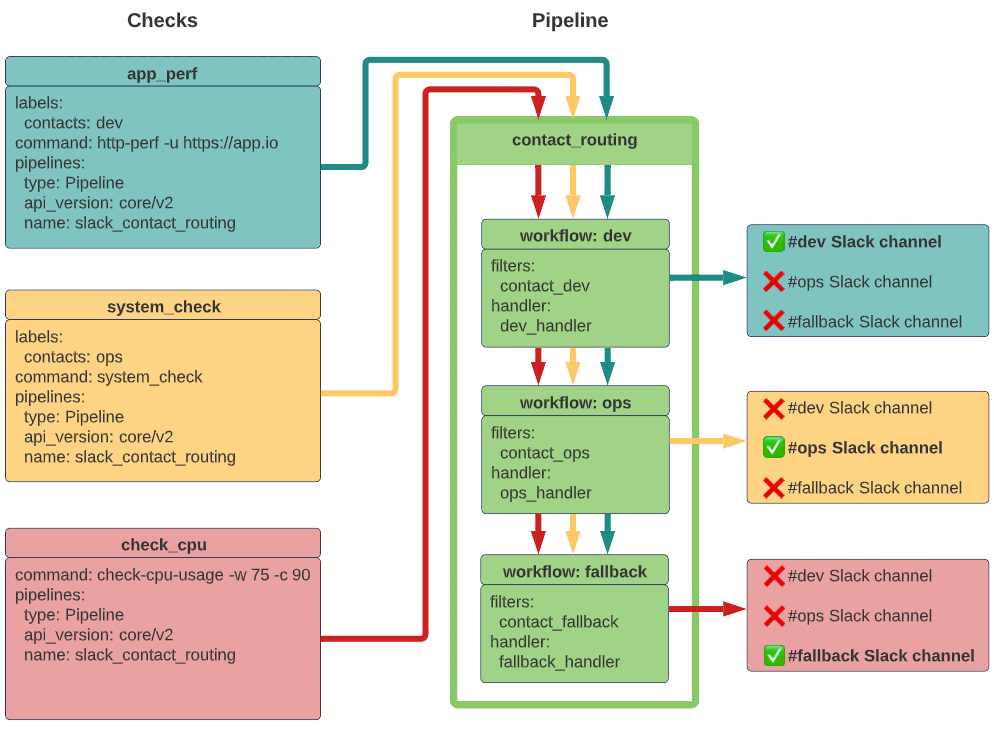 Checks
Pipeline
app_perf
labels:
contacts: dev
command: http-perf -u https://app.io
pipelines:
type: Pipeline
api_version: core/v2
name: slack_contact_routing
system_check
labels:
contacts: ops
command: system_check
pipelines:
type: Pipeline
api_version: core/v2
name: slack_contact_routing
check_cpu
command: check-cpu-usage -w 75 -c 90
pipelines:
type: Pipeline
api_version: core/v2
name: slack_contact_routing
contact_routing
workflow: dev
filters:
contact_dev
handler:
dev_handler
workflow: ops
filters:
contact_ops
handler:
ops_handler
workflow: fallback
filters:
contact_fallback
handler:
fallback_handler
#dev Slack channel
#ops Slack channel
#fallback Slack channel
#dev Slack channel
#ops Slack channel
#fallback Slack channel
#dev Slack channel
#ops Slack channel
#fallback Slack channel